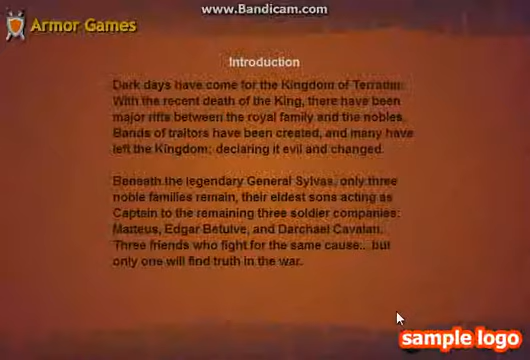 www.Bandicam.com
Armor Games
Introduction
Dark days have come for the Kingdom of Terradin.
With the recent death of the King, there have been
major rifts between the royal family and the nobles.
Bands of traitors have been created, and many have
left the Kingdom; declaring it evil and changed.
Beneath the legendary General Sylvas, only three
noble families remain, their eldest sons acting as
Captain to the remaining three soldier companies:
Matteus, Edgar Betulve, and Darchael Cavalan.
Three friends who fight for the same cause... but
only one will find truth in the war.
sample logo